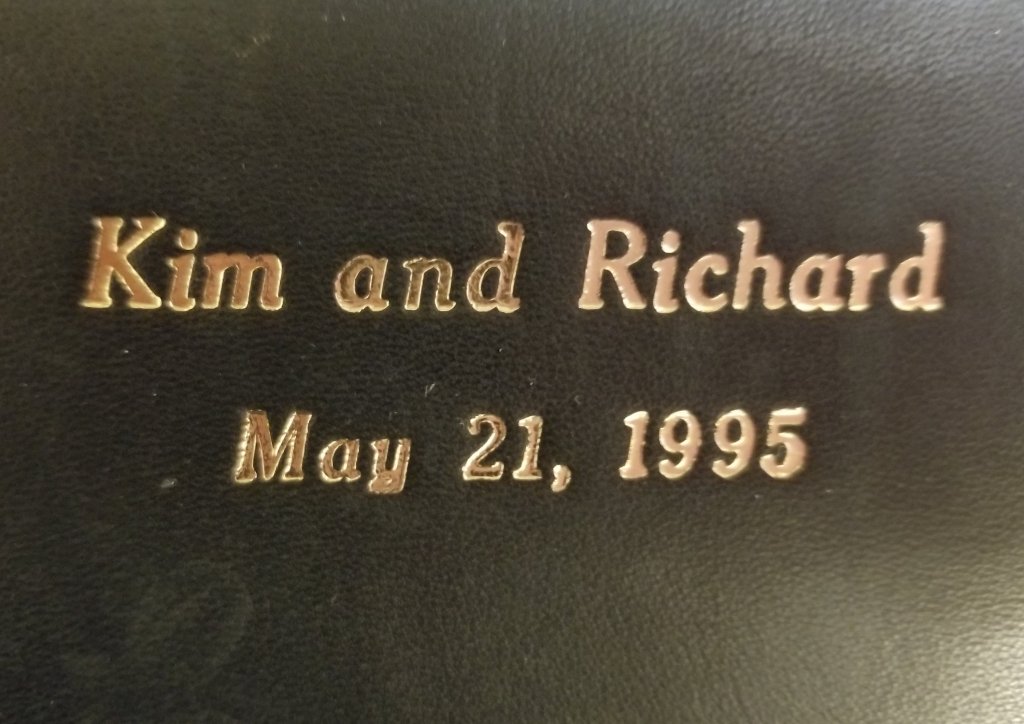 Kim and Richard
May 21, 1995